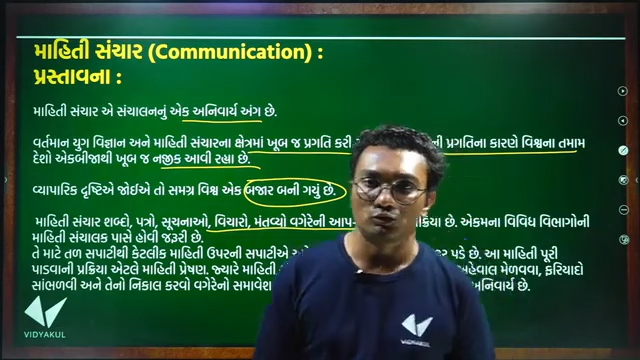 માહિતી સંચાર (Communication) :
પ્રસ્તાવના :
માહિતી સંચાર એ સંચાલનનું એક અનિવાર્ય અંગ છે.
વર્તમાન યુગ વિજ્ઞાન અને માહિતી સંચારના ક્ષેત્રમાં ખૂબ જ પ્રગતિ કરી પ્રગતિના કારણે વિશ્વના તમામ
દેશો એકબીજાથી ખૂબ જ નજીક આવી રહ્યા છે.
વ્યાપારિક દૃષ્ટિએ જોઈએ તો સમગ્ર વિશ્વ એક બજાર બની ગયું છે.
માહિતી સંચાર શબ્દો, પત્રો, સૂચનાઓ, વિચારો, મંતવ્યો વગેરેની છે. એકમના વિવિધ વિભાગોની
માહિતી સંચાલક પાસે હોવી જરૂરી છે.
તે માટે તળ સપાટીથી કેટલીક માહિતી ઉપરની સપાટીએ પડે છે. આ માહિતી પૂરી
પાડવાની પ્રક્રિયા એટલે માહિતી પ્રેષણ. જ્યારે માહિતી અહેવાલ મેળવવા, ફરિયાદો
સાંભળવી અને તેનો નિકાલ કરવો વગેરેનો સમાવેશ અનિવાર્ય છે.
VIDYAKUL
VIDYAKUL